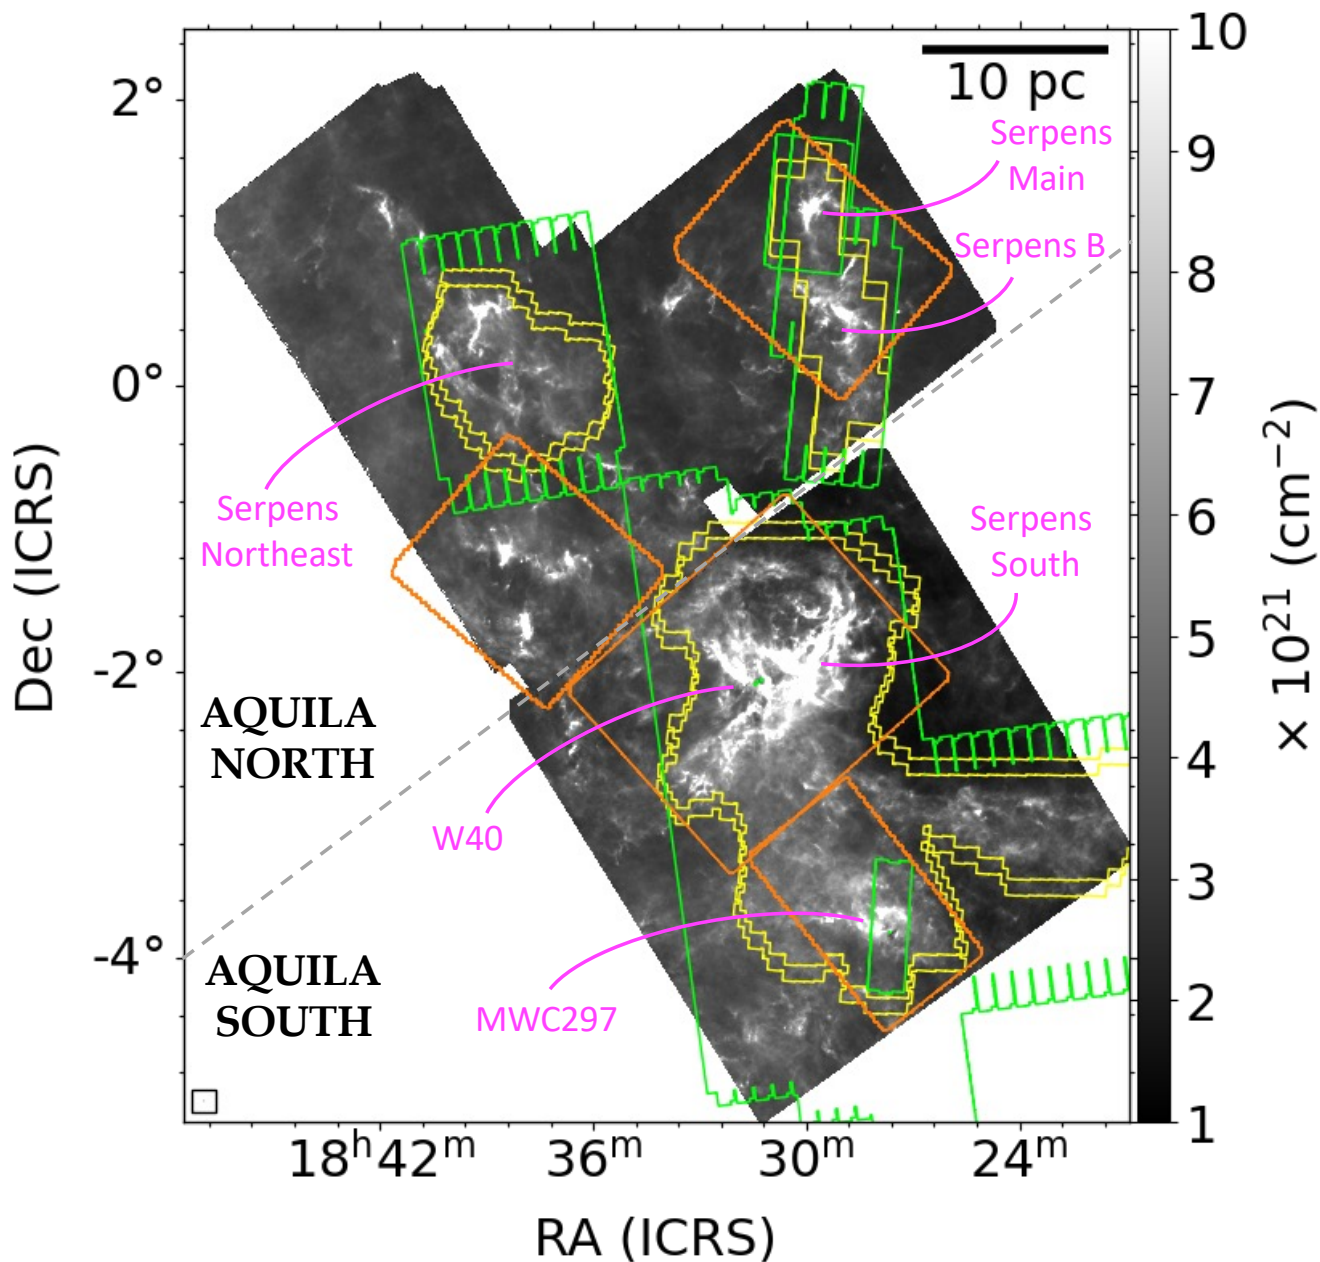 10 pc
Serpens
Main
Serpens B
Serpens
Northeast
Serpens
South
AQUILA
NORTH
W40
AQUILA
SOUTH
MWC297
2°
0°
-2°
-4°
Dec (ICRS)
18ʰ42ᵐ
36ᵐ
30ᵐ
24ᵐ
RA (ICRS)
10
9
8
7
6
5
4
3
2
1
× 10²¹ (cm⁻²)